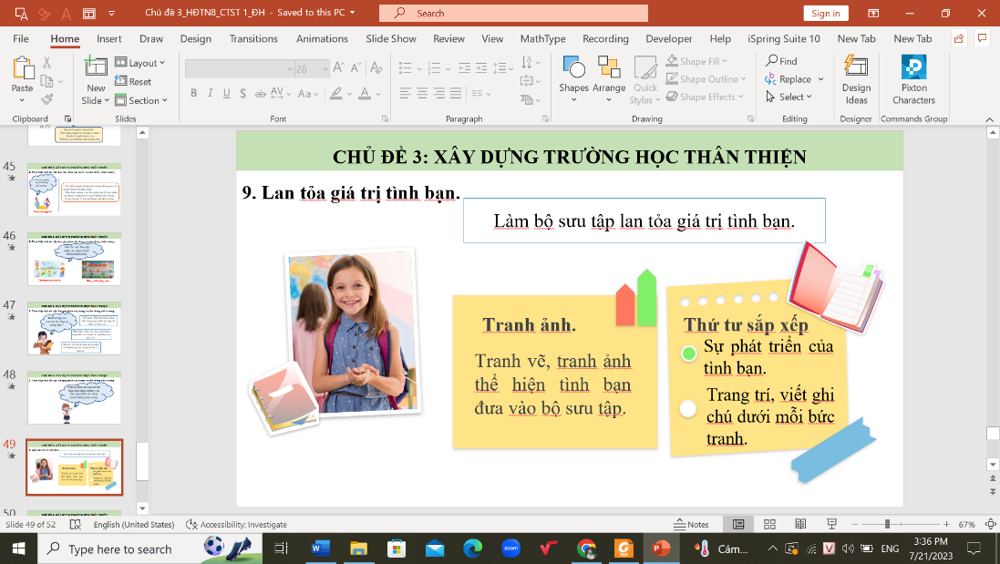 Chủ đề 3_HĐTN8_CTST 1_ĐH - Saved to this PC
Search
Sign in
File Home Insert Draw Design Transitions Animations Slide Show Review View MathType Recording Developer Help iSpring Suite 10 New Tab New Tab
Paste
New Slide
Layout
Reset
Section
28
B I U S ab AV Aa A
Shapes
Arrange
Quick Styles
Shape Fill
Shape Outline
Shape Effects
Find
Replace
Select
Design Ideas
Pixton Characters
Clipboard Slides Font Paragraph Drawing Editing Designer Commands Group
45
46
47
48
49
50
CHỦ ĐỀ 3: XÂY DỰNG TRƯỜNG HỌC THÂN THIỆN
9. Lan tỏa giá trị tình bạn.
Làm bộ sưu tập lan tỏa giá trị tình bạn.
Tranh ảnh.
Tranh vẽ, tranh ảnh
thể hiện tình bạn
đưa vào bộ sưu tập.
Thứ tư sắp xếp
Sự phát triển của
tình bạn.
Trang trí, viết ghi
chú dưới mỗi bức
tranh.
Slide 49 of 52 English (United States) Accessibility: Investigate Notes 67%
Type here to search
zoom
Cảm...
ENG
3:36 PM
7/21/2023